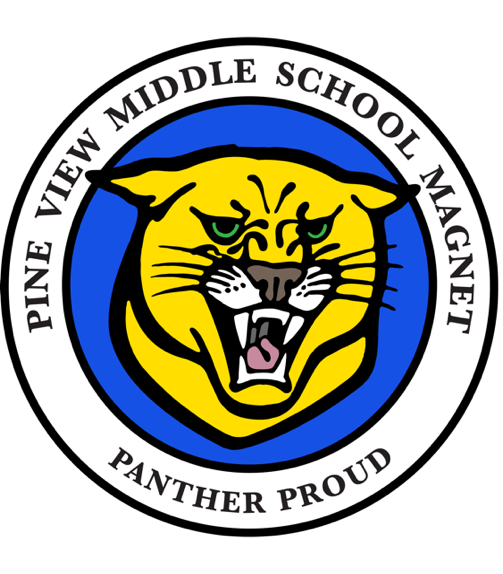 PINE VIEW MIDDLE SCHOOL MAGNET
PANTHER PROUD